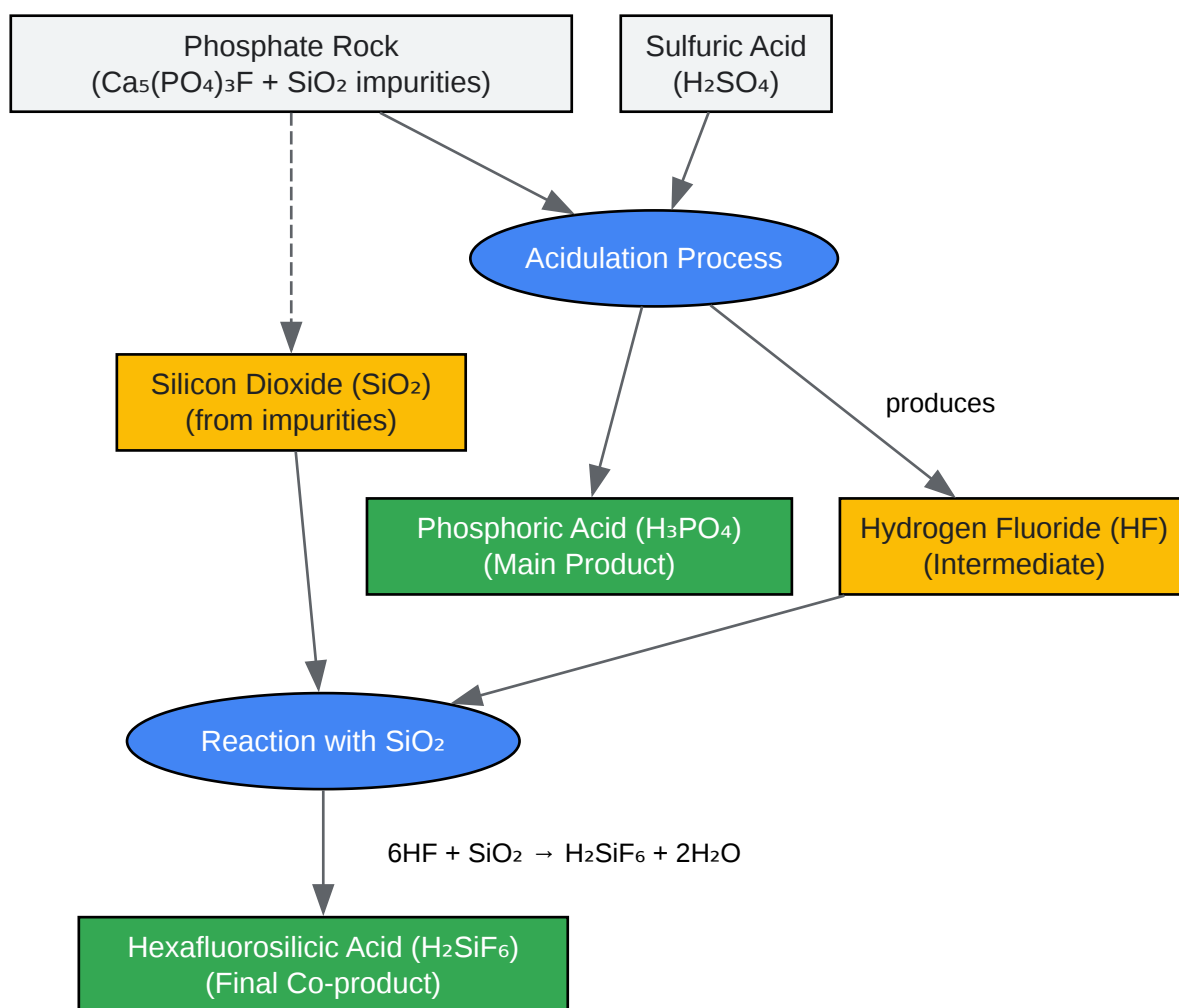 Phosphate Rock
(Ca₅(PO₄)₃F + SiO₂ impurities)
Sulfuric Acid
(H₂SO₄)
Acidulation Process
Silicon Dioxide (SiO₂)
(from impurities)
produces
Phosphoric Acid (H₃PO₄)
(Main Product)
Hydrogen Fluoride (HF)
(Intermediate)
Reaction with SiO₂
6HF + SiO₂ → H₂SiF₆ + 2H₂O
Hexafluorosilicic Acid (H₂SiF₆)
(Final Co-product)